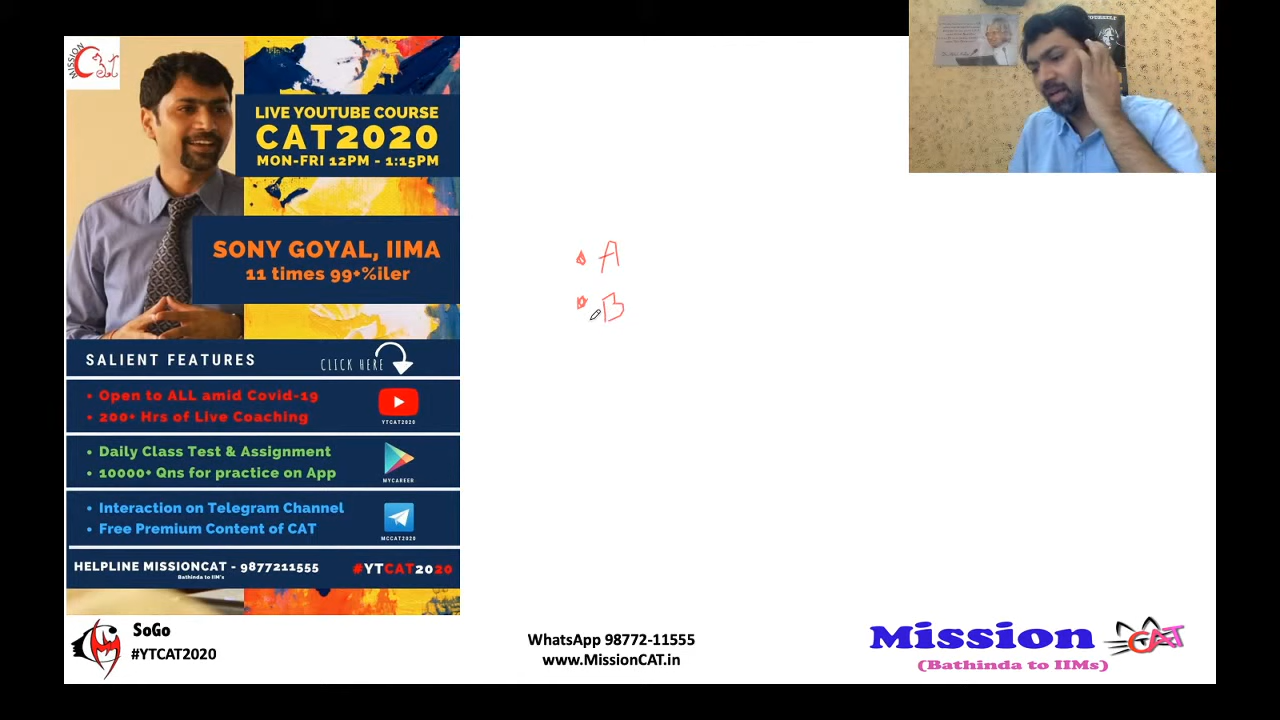 MISSION
Cat
LIVE YOUTUBE COURSE
CAT2020
MON-FRI 12PM - 1:15PM
SONY GOYAL, IIMA
11 times 99+%iler
SALIENT FEATURES
CLICK HERE
• Open to ALL amid Covid-19
• 200+ Hrs of Live Coaching
YTCAT2020
• Daily Class Test & Assignment
• 10000+ Qns for practice on App
MYCAREER
• Interaction on Telegram Channel
• Free Premium Content of CAT
MCCAT2020
HELPLINE MISSIONCAT - 9877211555
Bathinda to IIM's
#YTCAT2020
A
B
SoGo
#YTCAT2020
WhatsApp 98772-11555
www.MissionCAT.in
Mission CAT
(Bathinda to IIMs)